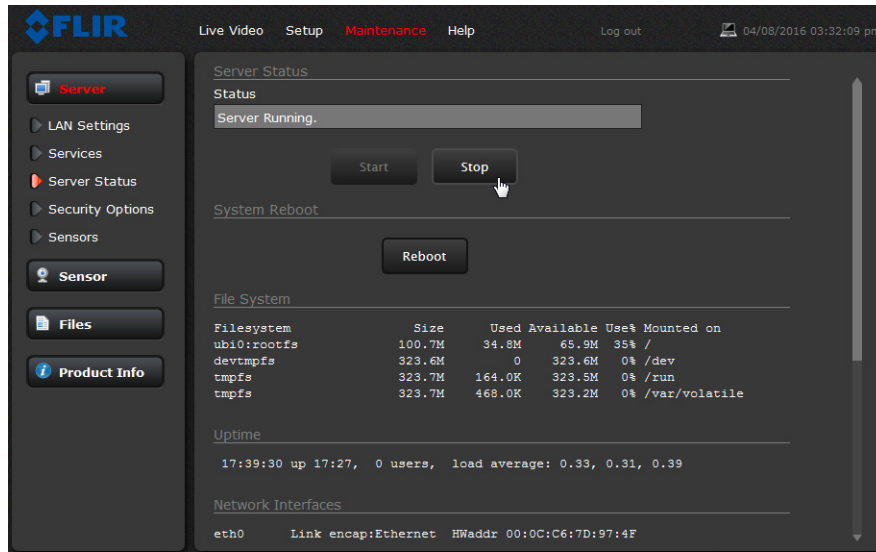 FLIR
Live Video Setup Maintenance Help Log out 04/08/2016 03:32:09 pm
Server
LAN Settings
Services
Server Status
Security Options
Sensors
Sensor
Files
Product Info
Server Status
Status
Server Running.
Start Stop
System Reboot
Reboot
File System
Filesystem Size Used Available Use% Mounted on
ubi0:rootfs 100.7M 34.8M 65.9M 35% /
devtmpfs 323.6M 0 323.6M 0% /dev
tmpfs 323.7M 164.0K 323.5M 0% /run
tmpfs 323.7M 468.0K 323.2M 0% /var/volatile
Uptime
17:39:30 up 17:27, 0 users, load average: 0.33, 0.31, 0.39
Network Interfaces
eth0 Link encap:Ethernet HWaddr 00:0C:C6:7D:97:4F